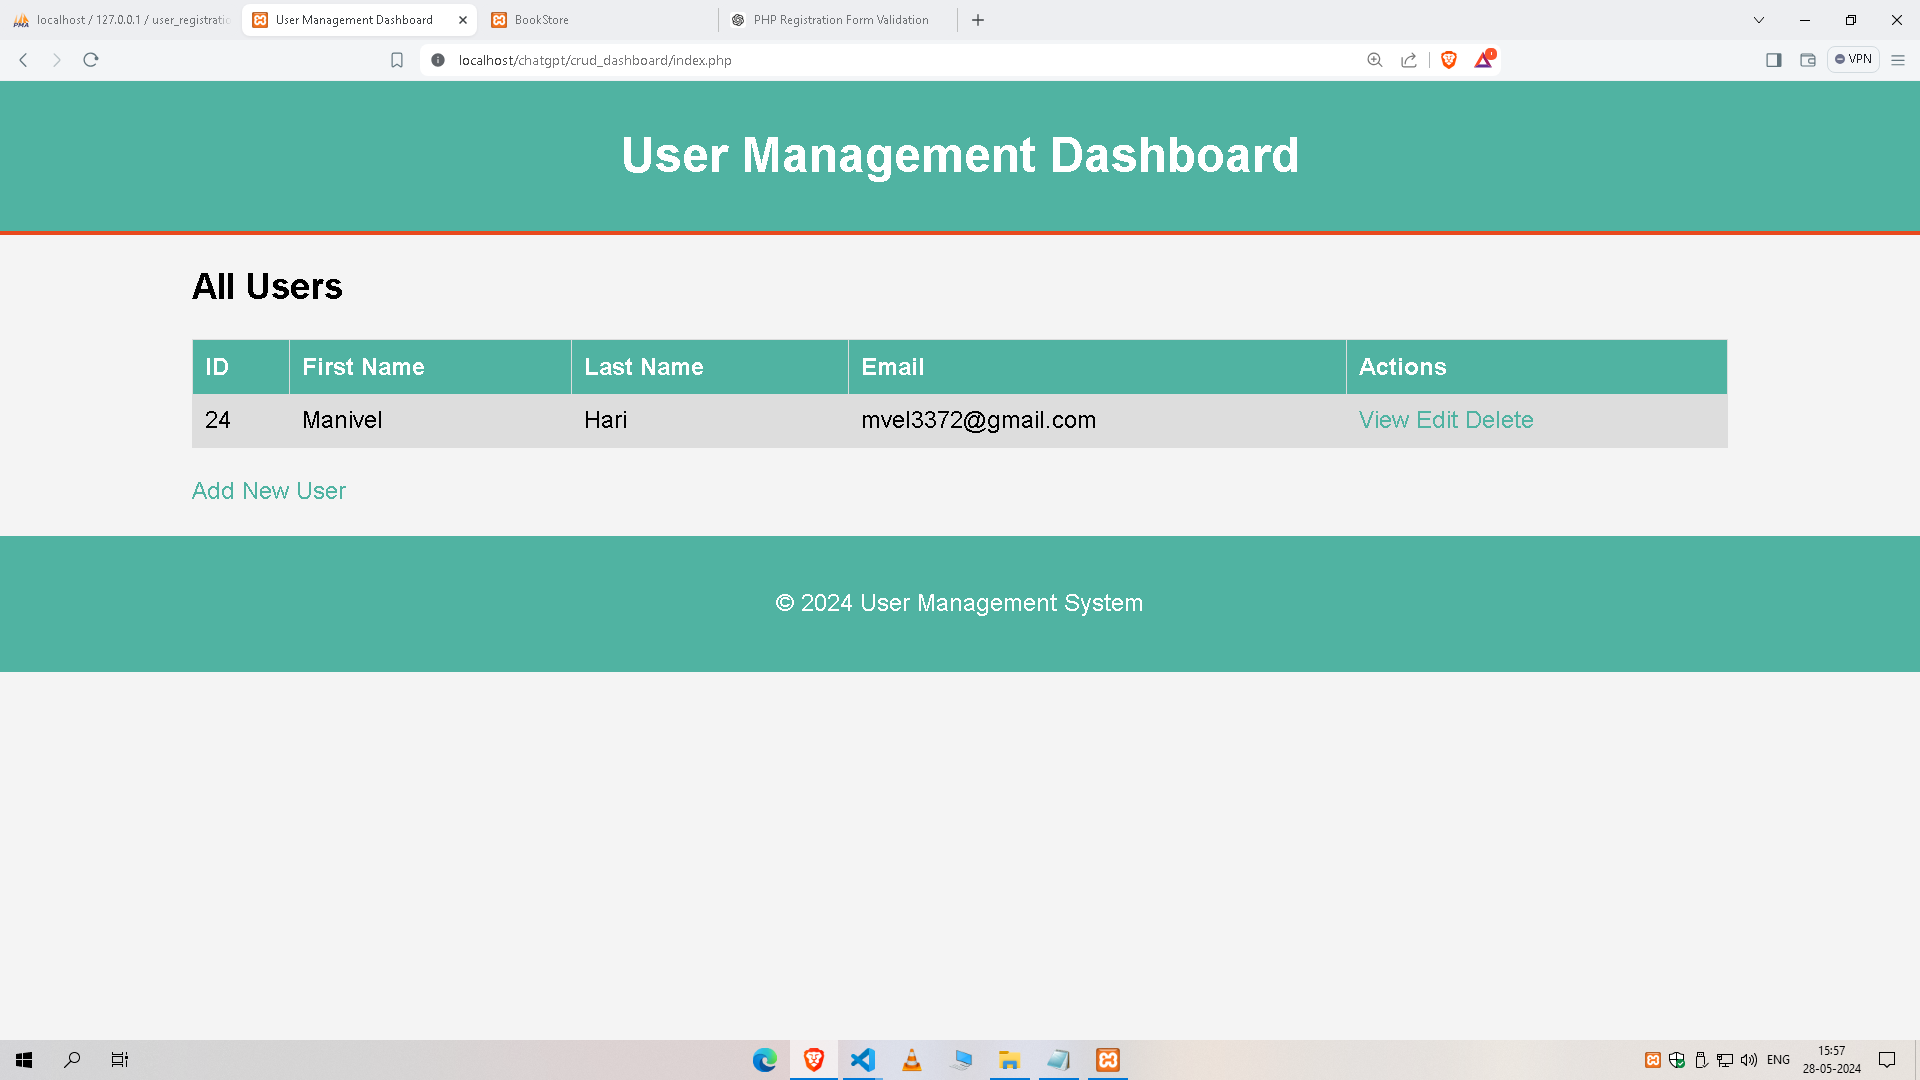 localhost / 127.0.0.1 / user_registratio
User Management Dashboard
BookStore
PHP Registration Form Validation
localhost/chatgpt/crud_dashboard/index.php
VPN
User Management Dashboard
All Users
ID First Name Last Name Email Actions
24 Manivel Hari mvel3372@gmail.com View Edit Delete
Add New User
© 2024 User Management System
ENG
15:57
28-05-2024